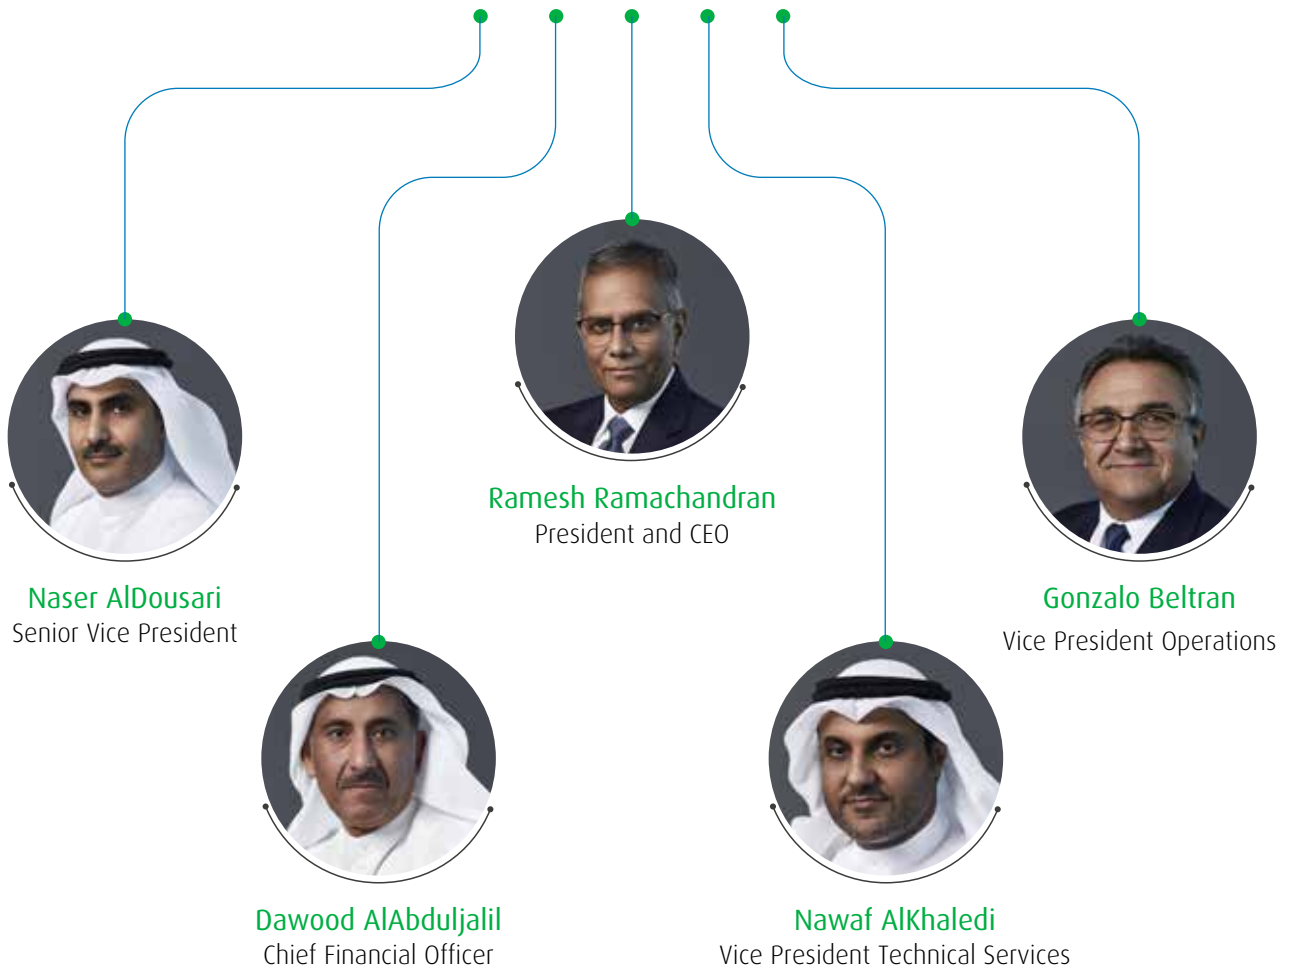 Ramesh Ramachandran
President and CEO
Naser AlDousari
Senior Vice President
Gonzalo Beltran
Vice President Operations
Dawood AlAbduljalil
Chief Financial Officer
Nawaf AlKhaledi
Vice President Technical Services